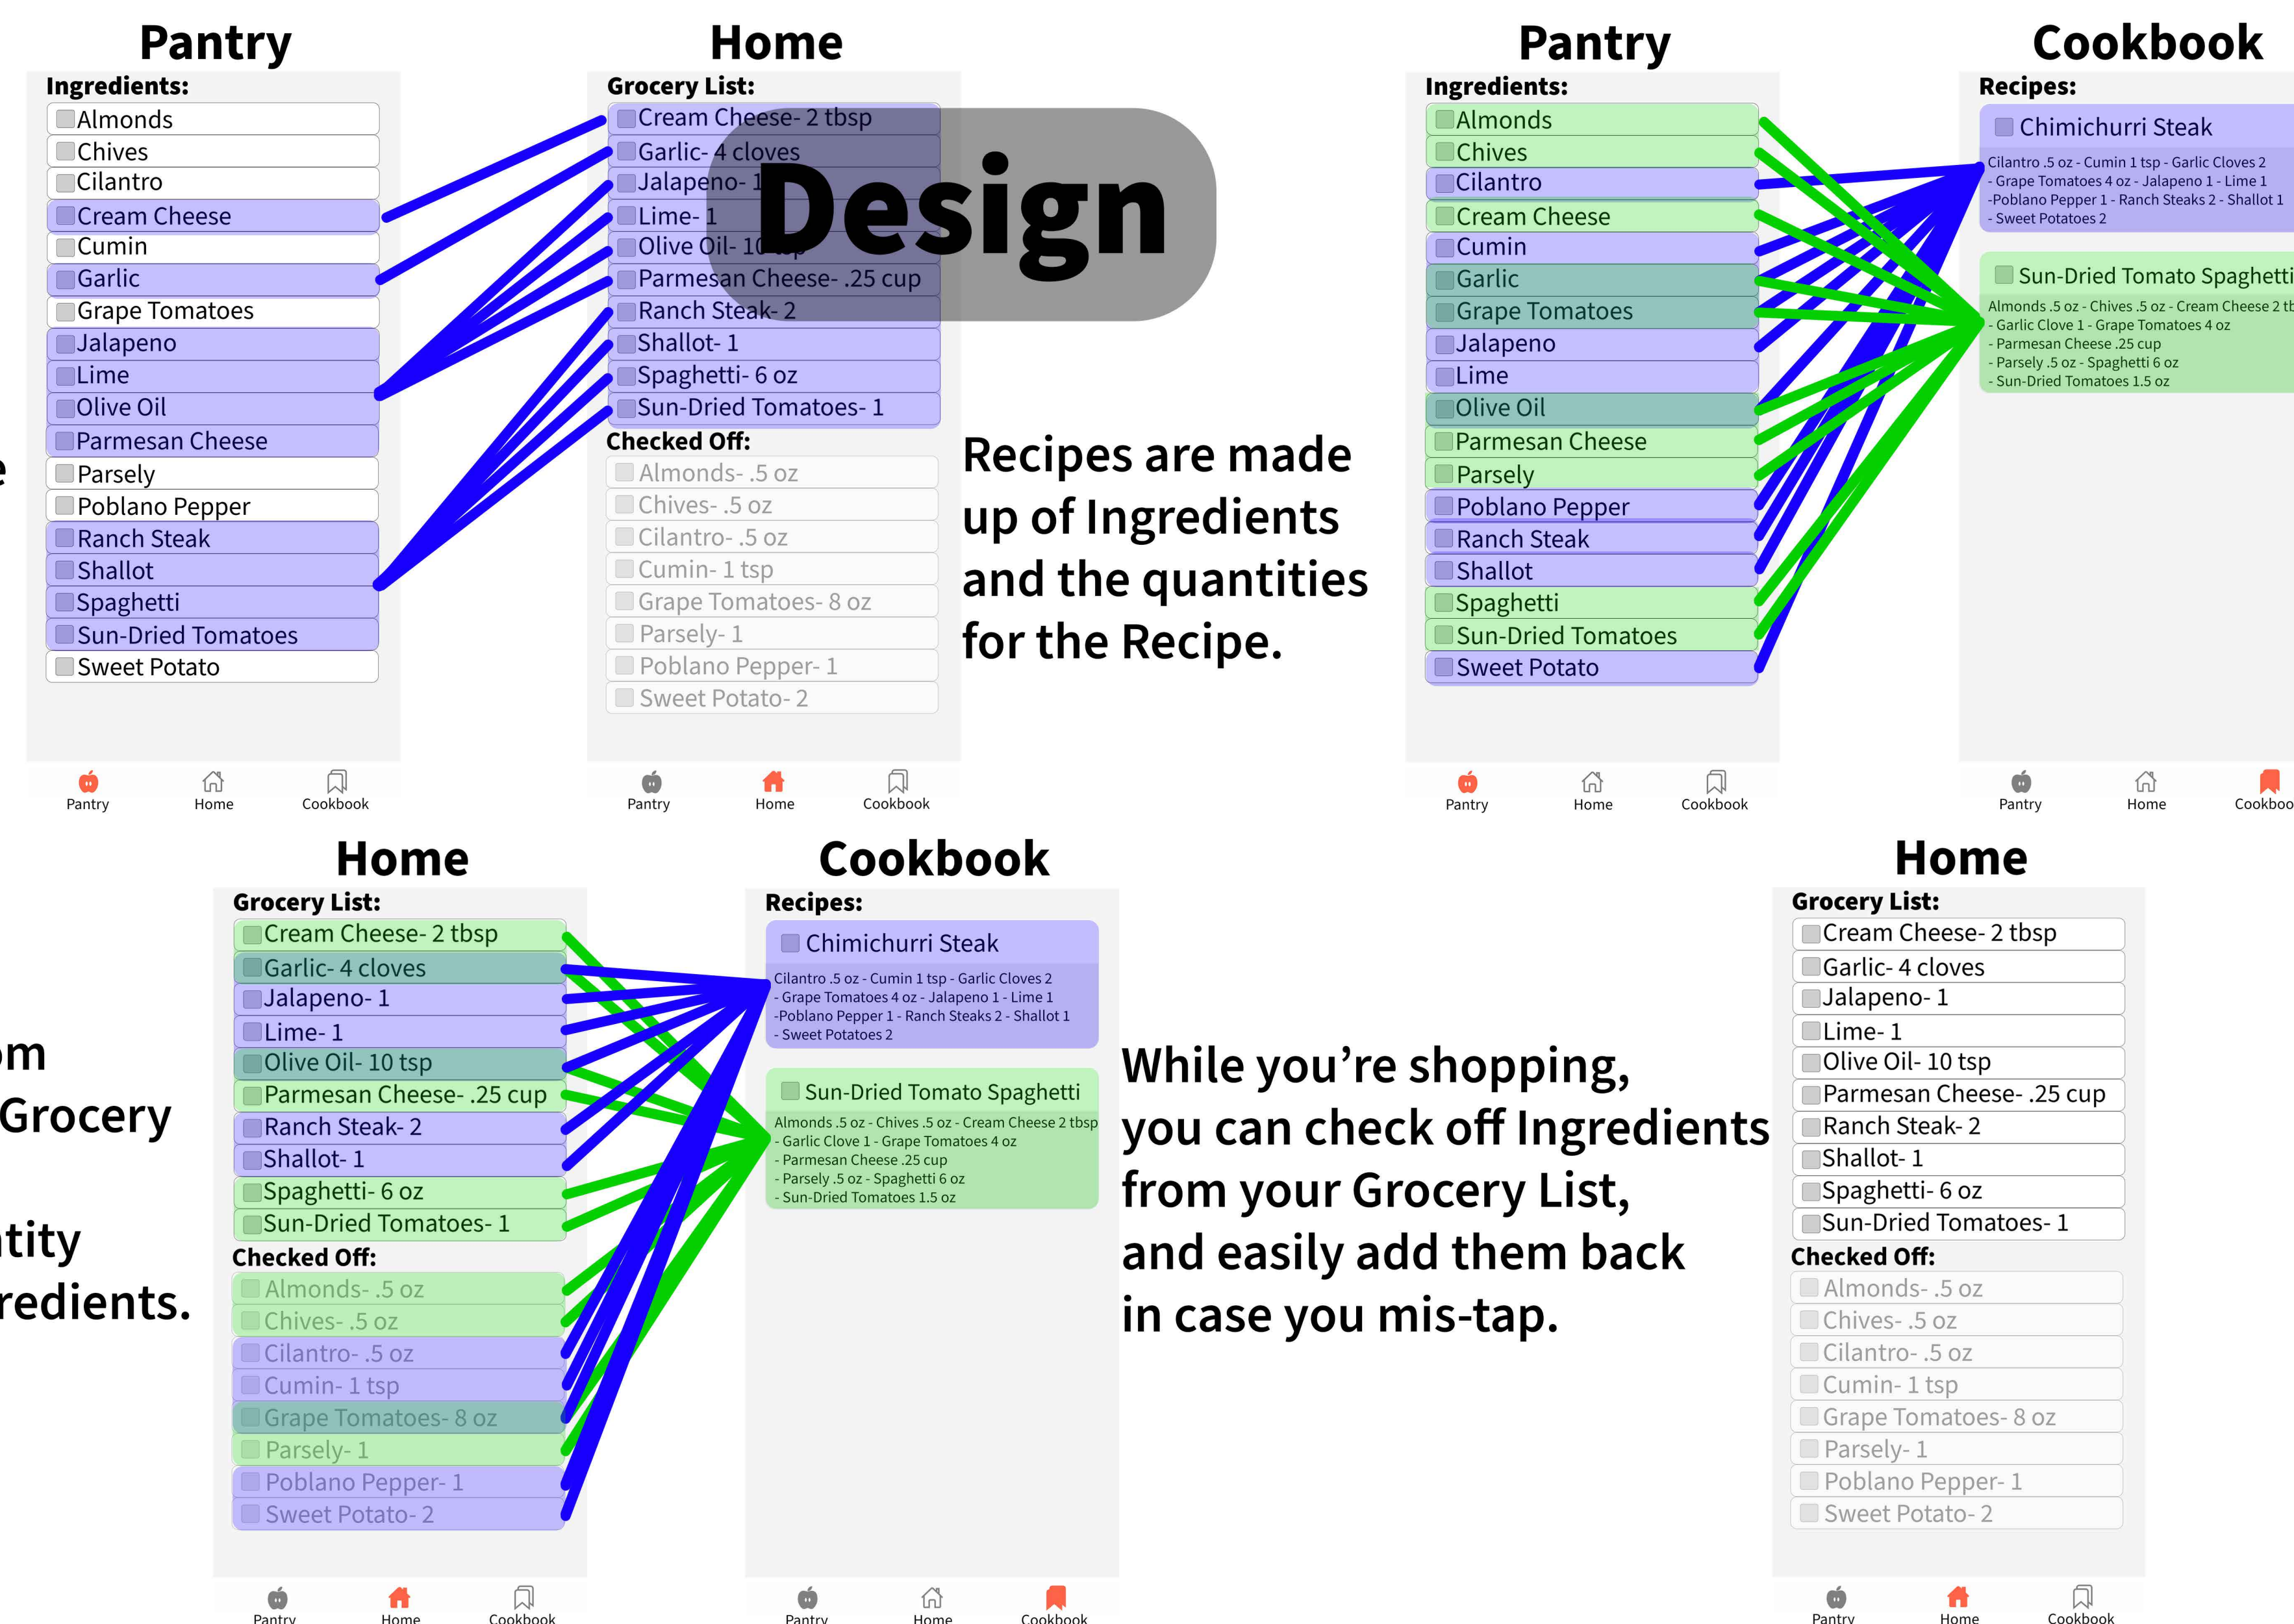 Pantry
Ingredients:
Almonds
Chives
Cilantro
Cream Cheese
Cumin
Garlic
Grape Tomatoes
Jalapeno
Lime
Olive Oil
Parmesan Cheese
Parsely
Poblano Pepper
Ranch Steak
Shallot
Spaghetti
Sun-Dried Tomatoes
Sweet Potato
Pantry
Home
Cookbook
Home
Grocery List:
Cream Cheese- 2 tbsp
Garlic- 4 cloves
Jalapeno- 1
Lime- 1
Olive Oil- 10 tsp
Parmesan Cheese- .25 cup
Ranch Steak- 2
Shallot- 1
Spaghetti- 6 oz
Sun-Dried Tomatoes- 1
Checked Off:
Almonds- .5 oz
Chives- .5 oz
Cilantro- .5 oz
Cumin- 1 tsp
Grape Tomatoes- 8 oz
Parsely- 1
Poblano Pepper- 1
Sweet Potato- 2
Pantry
Home
Cookbook
Design
Recipes are made
up of Ingredients
and the quantities
for the Recipe.
Pantry
Ingredients:
Almonds
Chives
Cilantro
Cream Cheese
Cumin
Garlic
Grape Tomatoes
Jalapeno
Lime
Olive Oil
Parmesan Cheese
Parsely
Poblano Pepper
Ranch Steak
Shallot
Spaghetti
Sun-Dried Tomatoes
Sweet Potato
Pantry
Home
Cookbook
Cookbook
Recipes:
Chimichurri Steak
Cilantro .5 oz - Cumin 1 tsp - Garlic Cloves 2
- Grape Tomatoes 4 oz - Jalapeno 1 - Lime 1
-Poblano Pepper 1 - Ranch Steaks 2 - Shallot 1
- Sweet Potatoes 2
Sun-Dried Tomato Spaghetti
Almonds .5 oz - Chives .5 oz - Cream Cheese 2 tb
- Garlic Clove 1 - Grape Tomatoes 4 oz
- Parmesan Cheese .25 cup
- Parsely .5 oz - Spaghetti 6 oz
- Sun-Dried Tomatoes 1.5 oz
Pantry
Home
Cookboo
om
Grocery
ntity
redients.
Home
Grocery List:
Cream Cheese- 2 tbsp
Garlic- 4 cloves
Jalapeno- 1
Lime- 1
Olive Oil- 10 tsp
Parmesan Cheese- .25 cup
Ranch Steak- 2
Shallot- 1
Spaghetti- 6 oz
Sun-Dried Tomatoes- 1
Checked Off:
Almonds- .5 oz
Chives- .5 oz
Cilantro- .5 oz
Cumin- 1 tsp
Grape Tomatoes- 8 oz
Parsely- 1
Poblano Pepper- 1
Sweet Potato- 2
Pantry
Home
Cookbook
Cookbook
Recipes:
Chimichurri Steak
Cilantro .5 oz - Cumin 1 tsp - Garlic Cloves 2
- Grape Tomatoes 4 oz - Jalapeno 1 - Lime 1
-Poblano Pepper 1 - Ranch Steaks 2 - Shallot 1
- Sweet Potatoes 2
Sun-Dried Tomato Spaghetti
Almonds .5 oz - Chives .5 oz - Cream Cheese 2 tbsp
- Garlic Clove 1 - Grape Tomatoes 4 oz
- Parmesan Cheese .25 cup
- Parsely .5 oz - Spaghetti 6 oz
- Sun-Dried Tomatoes 1.5 oz
Pantry
Home
Cookbook
While you’re shopping,
you can check off Ingredients
from your Grocery List,
and easily add them back
in case you mis-tap.
Home
Grocery List:
Cream Cheese- 2 tbsp
Garlic- 4 cloves
Jalapeno- 1
Lime- 1
Olive Oil- 10 tsp
Parmesan Cheese- .25 cup
Ranch Steak- 2
Shallot- 1
Spaghetti- 6 oz
Sun-Dried Tomatoes- 1
Checked Off:
Almonds- .5 oz
Chives- .5 oz
Cilantro- .5 oz
Cumin- 1 tsp
Grape Tomatoes- 8 oz
Parsely- 1
Poblano Pepper- 1
Sweet Potato- 2
Pantry
Home
Cookbook